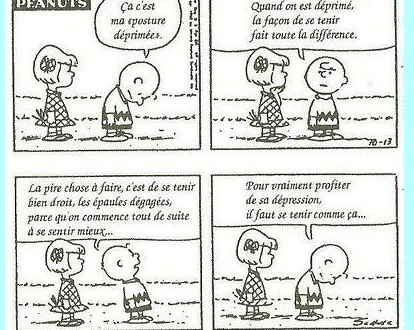 PEANUTS
Ça c'est
ma «posture
déprimée».
Quand on est déprimé,
la façon de se tenir
fait toute la différence.
10-13
La pire chose à faire, c'est de se tenir
bien droit, les épaules dégagées,
parce qu'on commence tout de suite
à se sentir mieux...
Pour vraiment profiter
de sa dépression,
il faut se tenir comme ça...